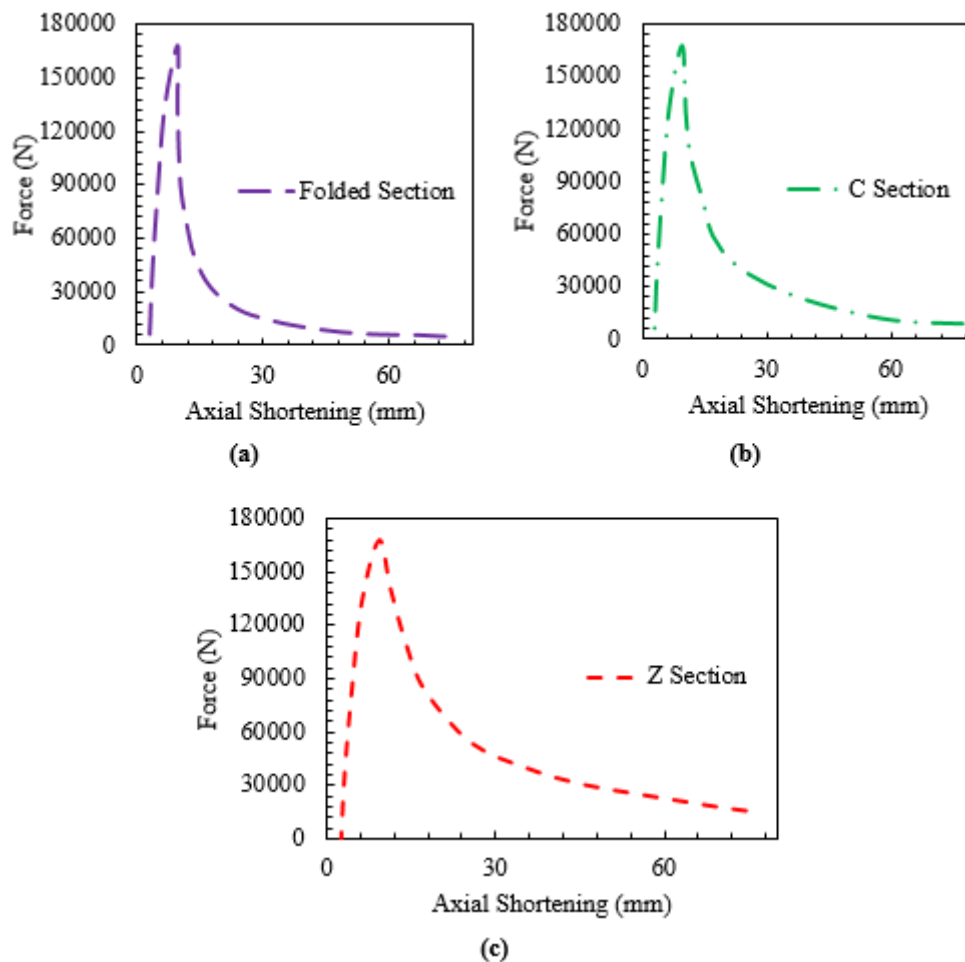 180000
150000
120000
90000
60000
30000
0
Force (N)
Folded Section
0 30 60
Axial Shortening (mm)
(a)
180000
150000
120000
90000
60000
30000
0
Force (N)
C Section
0 30 60
Axial Shortening (mm)
(b)
180000
150000
120000
90000
60000
30000
0
Force (N)
Z Section
0 30 60
Axial Shortening (mm)
(c)